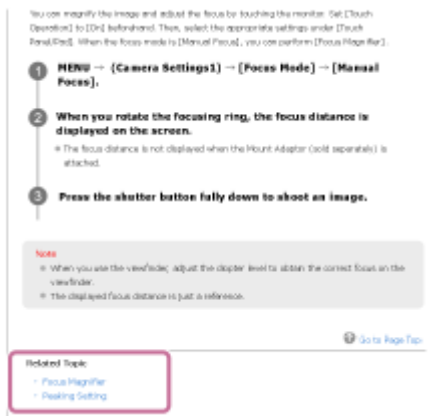 You can magnify the image and adjust the focus by touching the monitor. Set [Touch
Operation] to [On] beforehand. Then, select the appropriate settings under [Touch
Panel/Pad]. When the focus mode is [Manual Focus], you can perform [Focus Magnifier].
1 MENU → (Camera Settings1) → [Focus Mode] → [Manual
Focus].
2 When you rotate the focusing ring, the focus distance is
displayed on the screen.
The focus distance is not displayed when the Mount Adaptor (sold separately) is
attached.
3 Press the shutter button fully down to shoot an image.
Note
When you use the viewfinder, adjust the diopter level to obtain the correct focus on the
viewfinder.
The displayed focus distance is just a reference.
Go to Page Top
Related Topic
Focus Magnifier
Peaking Setting